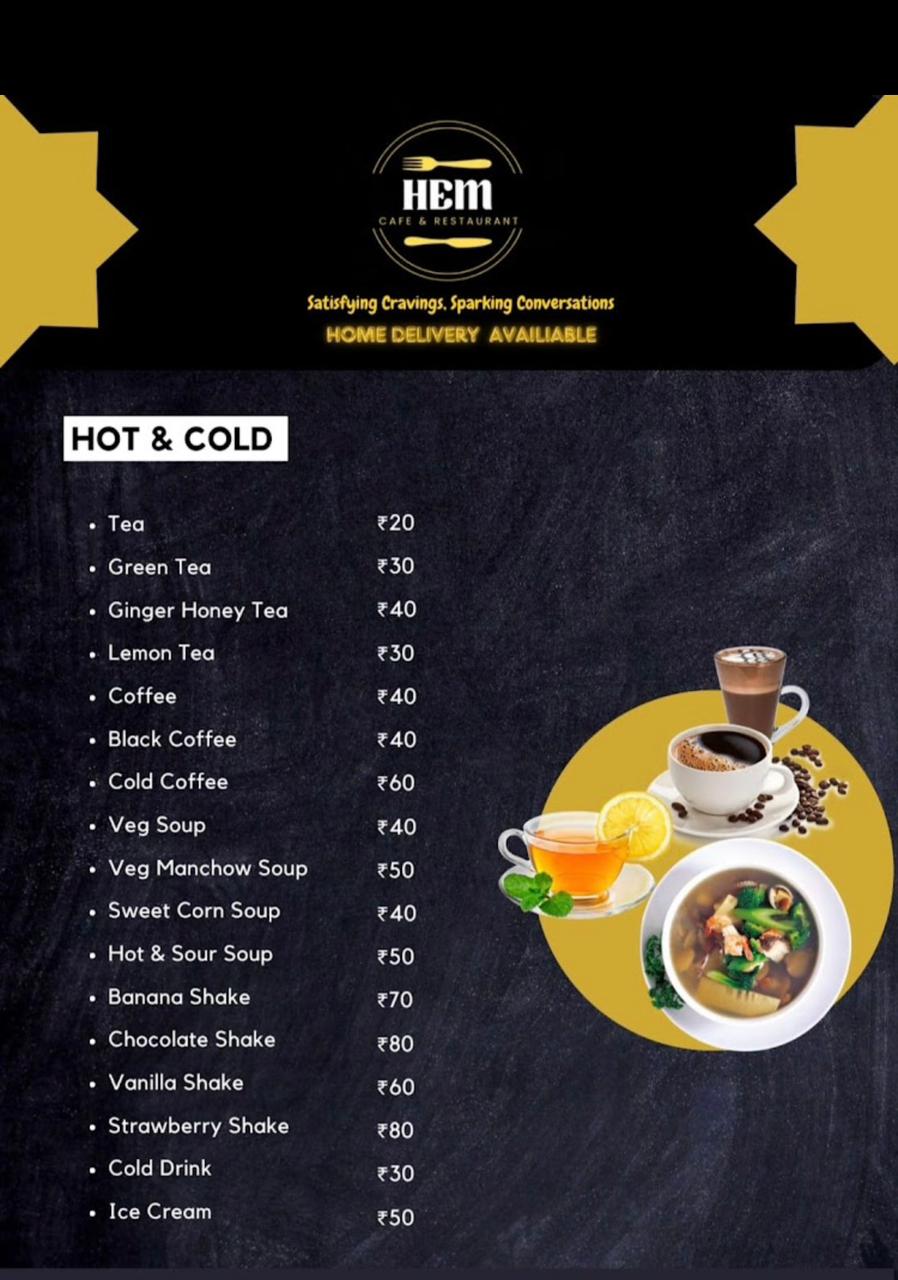 HEM
CAFE & RESTAURANT
Satisfying Cravings, Sparking Conversations
HOME DELIVERY AVAILIABLE
HOT & COLD
• Tea ₹20
• Green Tea ₹30
• Ginger Honey Tea ₹40
• Lemon Tea ₹30
• Coffee ₹40
• Black Coffee ₹40
• Cold Coffee ₹60
• Veg Soup ₹40
• Veg Manchow Soup ₹50
• Sweet Corn Soup ₹40
• Hot & Sour Soup ₹50
• Banana Shake ₹70
• Chocolate Shake ₹80
• Vanilla Shake ₹60
• Strawberry Shake ₹80
• Cold Drink ₹30
• Ice Cream ₹50